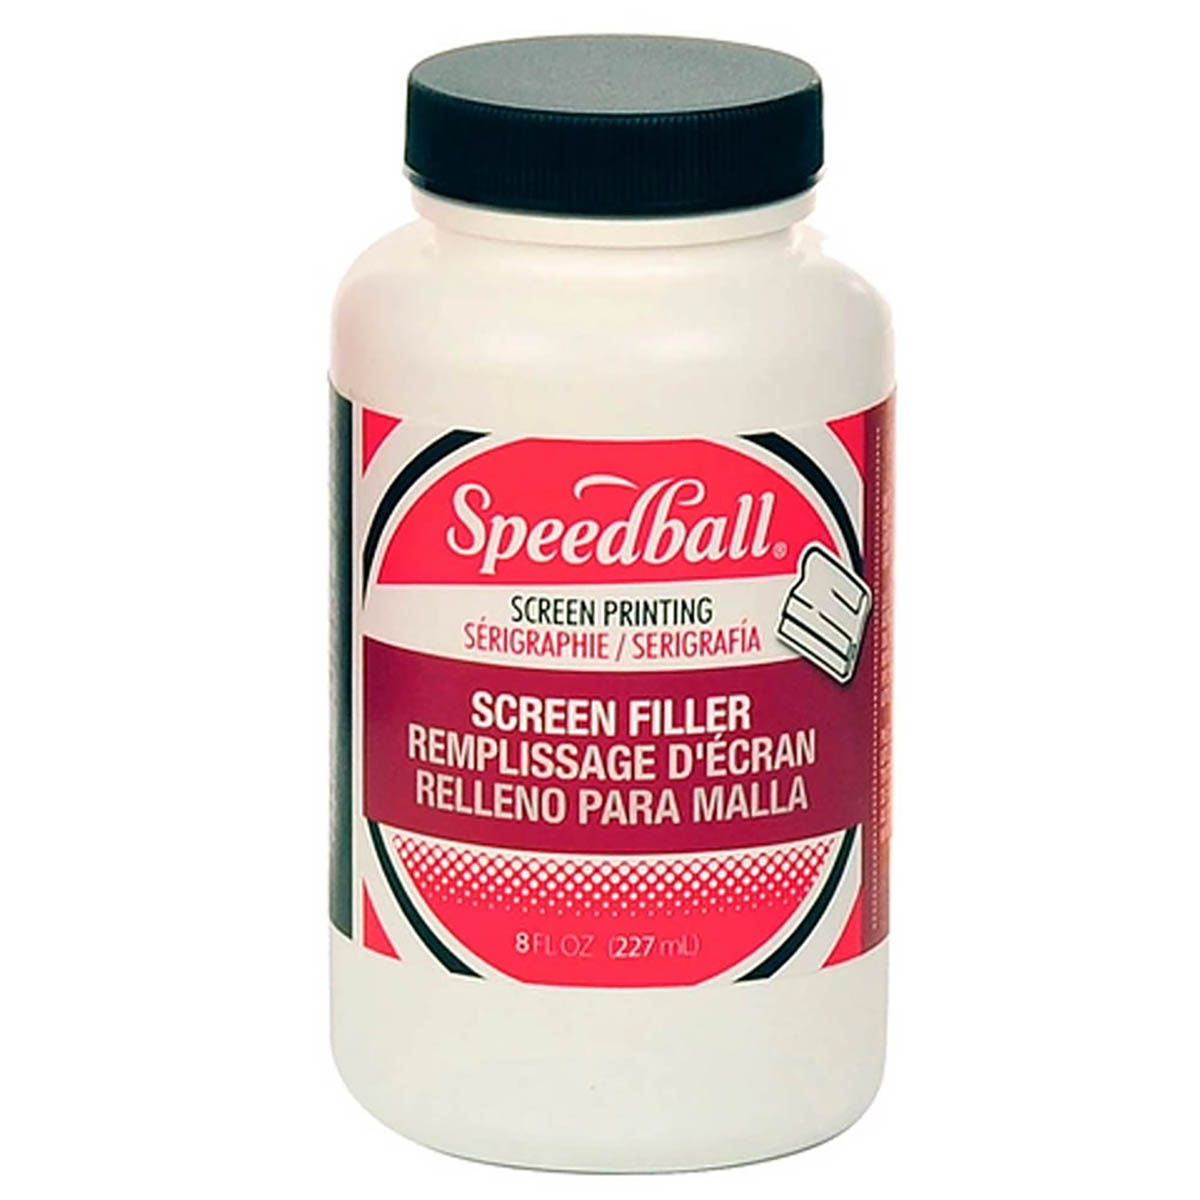 Speedball®
SCREEN PRINTING
SÉRIGRAPHIE / SERIGRAFÍA
SCREEN FILLER
REMPLISSAGE D'ÉCRAN
RELLENO PARA MALLA
8 FL OZ (227 mL)